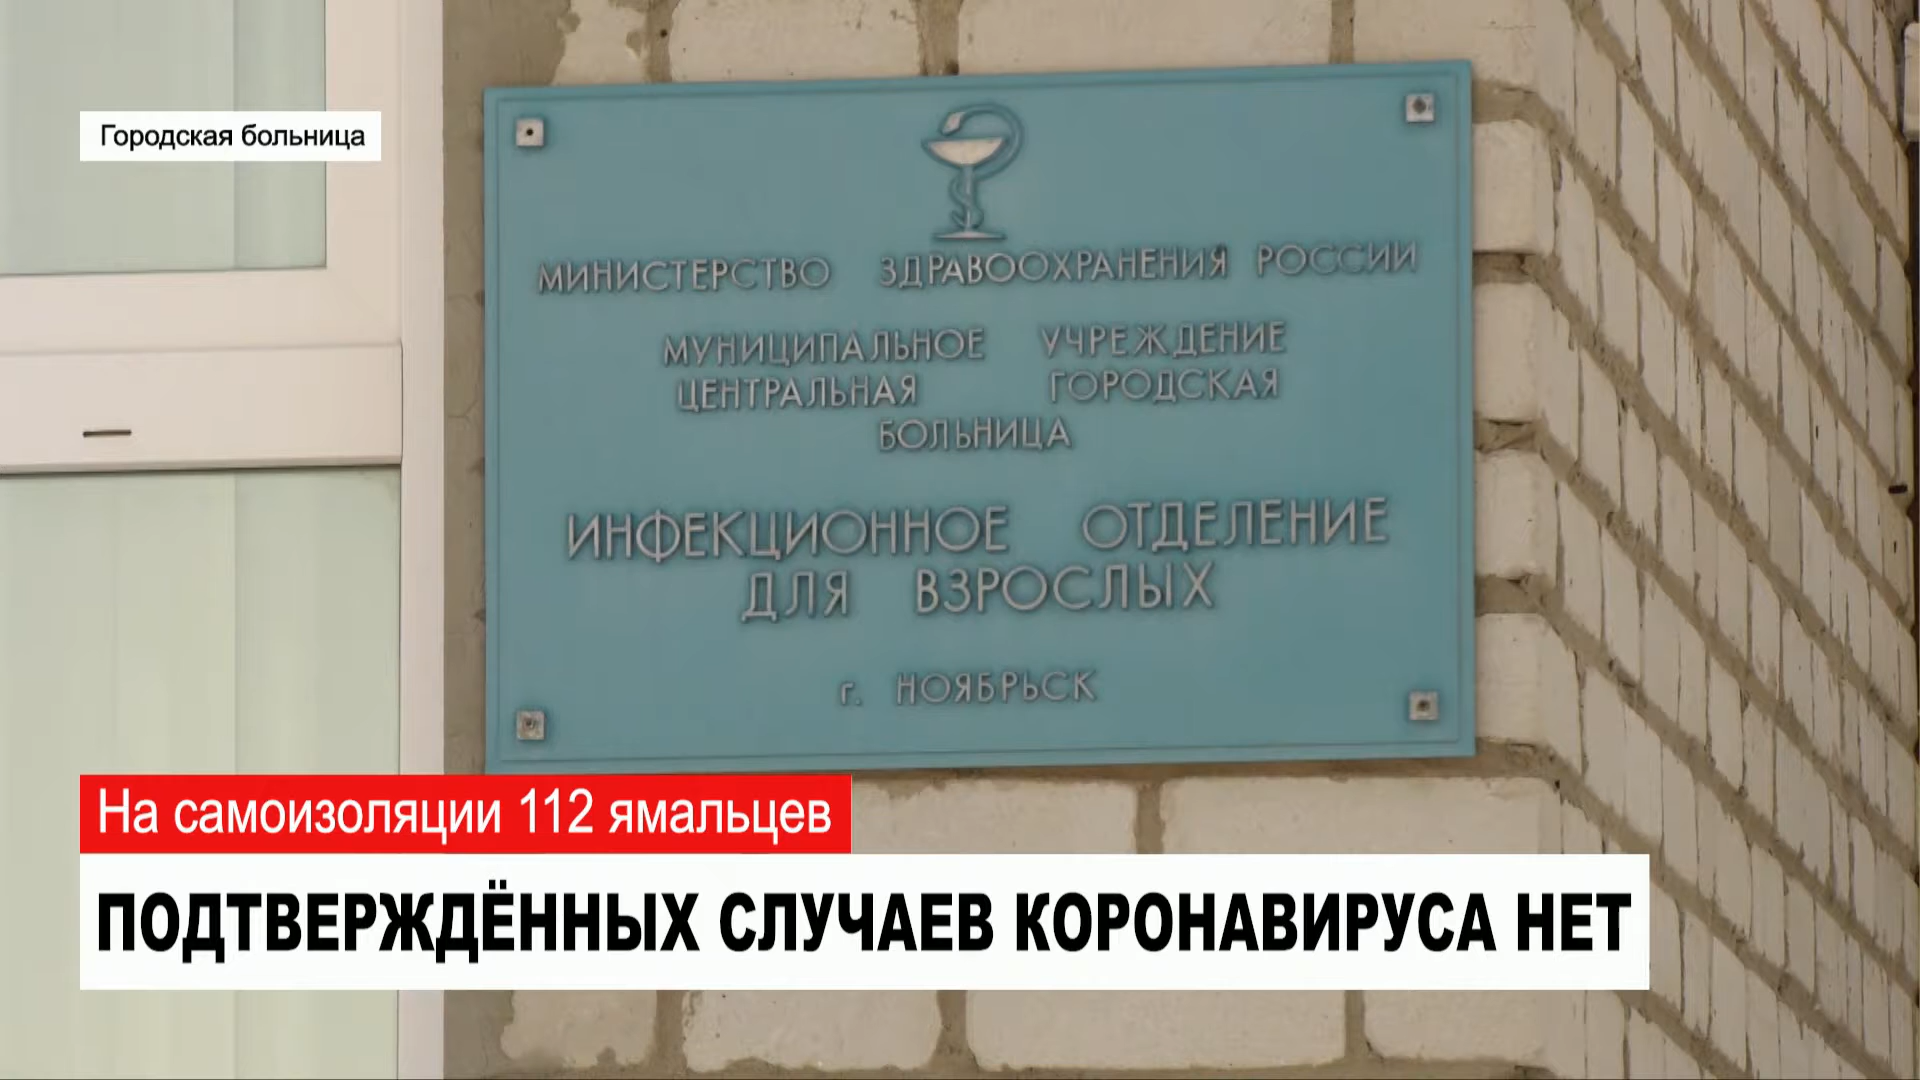 Городская больница
МИНИСТЕРСТВО ЗДРАВООХРАНЕНИЯ РОССИИ
МУНИЦИПАЛЬНОЕ УЧРЕЖДЕНИЕ
ЦЕНТРАЛЬНАЯ ГОРОДСКАЯ
БОЛЬНИЦА
ИНФЕКЦИОННОЕ ОТДЕЛЕНИЕ
ДЛЯ ВЗРОСЛЫХ
г. НОЯБРЬСК
На самоизоляции 112 ямальцев
ПОДТВЕРЖДЁННЫХ СЛУЧАЕВ КОРОНАВИРУСА НЕТ